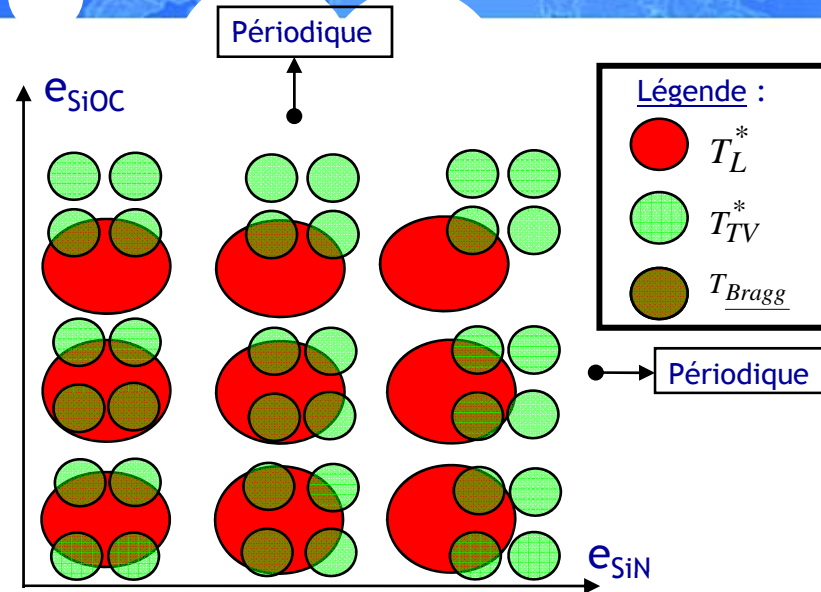 Périodique
e_SiOC
Légende :
T_L^*
T_TV^*
T_Bragg
Périodique
e_SiN